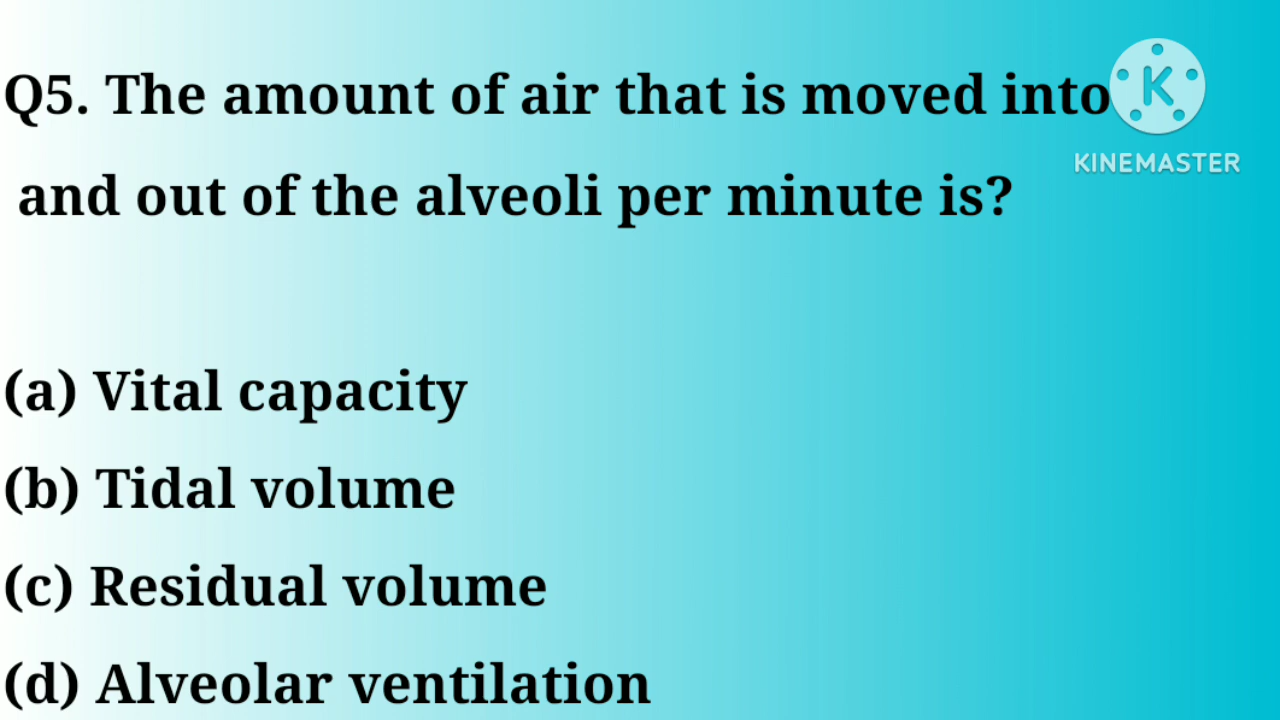 Q5. The amount of air that is moved into
KINEMASTER
and out of the alveoli per minute is?
(a) Vital capacity
(b) Tidal volume
(c) Residual volume
(d) Alveolar ventilation